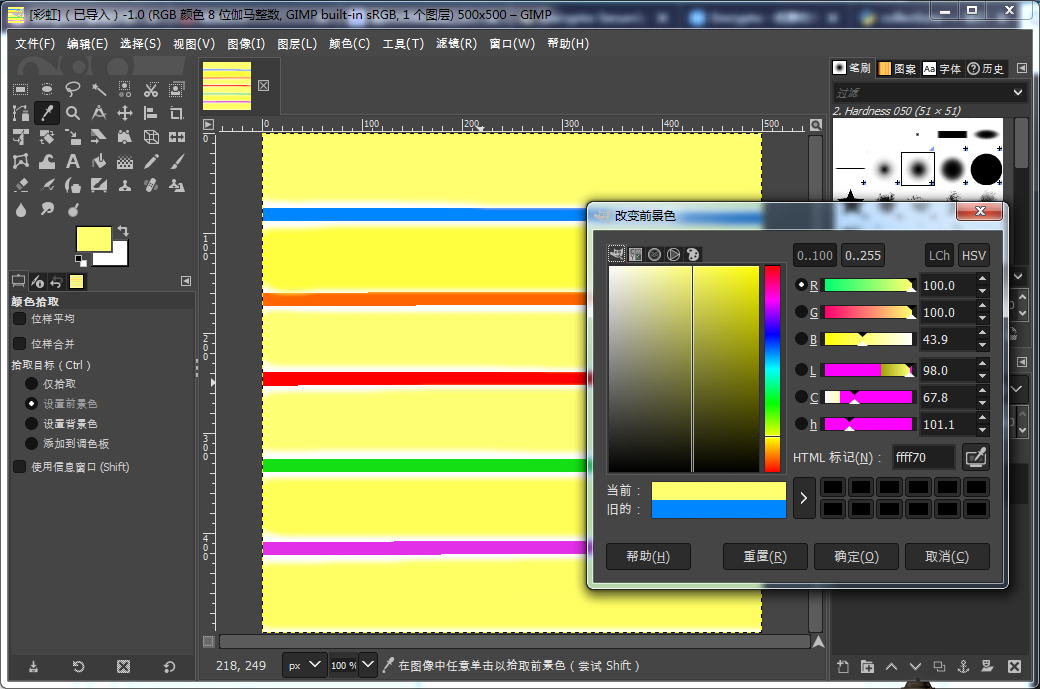 [彩虹] (已导入) -1.0 (RGB 颜色 8 位伽马整数, GIMP built-in sRGB, 1 个图层) 500x500 – GIMP
文件(F) 编辑(E) 选择(S) 视图(V) 图像(I) 图层(L) 颜色(C) 工具(T) 滤镜(R) 窗口(W) 帮助(H)
笔刷 图案 Aa 字体 历史
过滤
2. Hardness 050 (51 × 51)
0 100 200 300 400 500
0
100
200
300
400
颜色拾取
位样平均
位样合并
拾取目标 ( Ctrl )
仅拾取
设置前景色
设置背景色
添加到调色板
使用信息窗口 (Shift)
改变前景色
0..100 0..255 LCh HSV
R 100.0
G 100.0
B 43.9
L 98.0
C 67.8
h 101.1
HTML 标记(N) : ffff70
当前 :
旧的 :
帮助(H) 重置(R) 确定(O) 取消(C)
218, 249 px 100 % 在图像中任意单击以拾取前景色 ( 尝试 Shift )